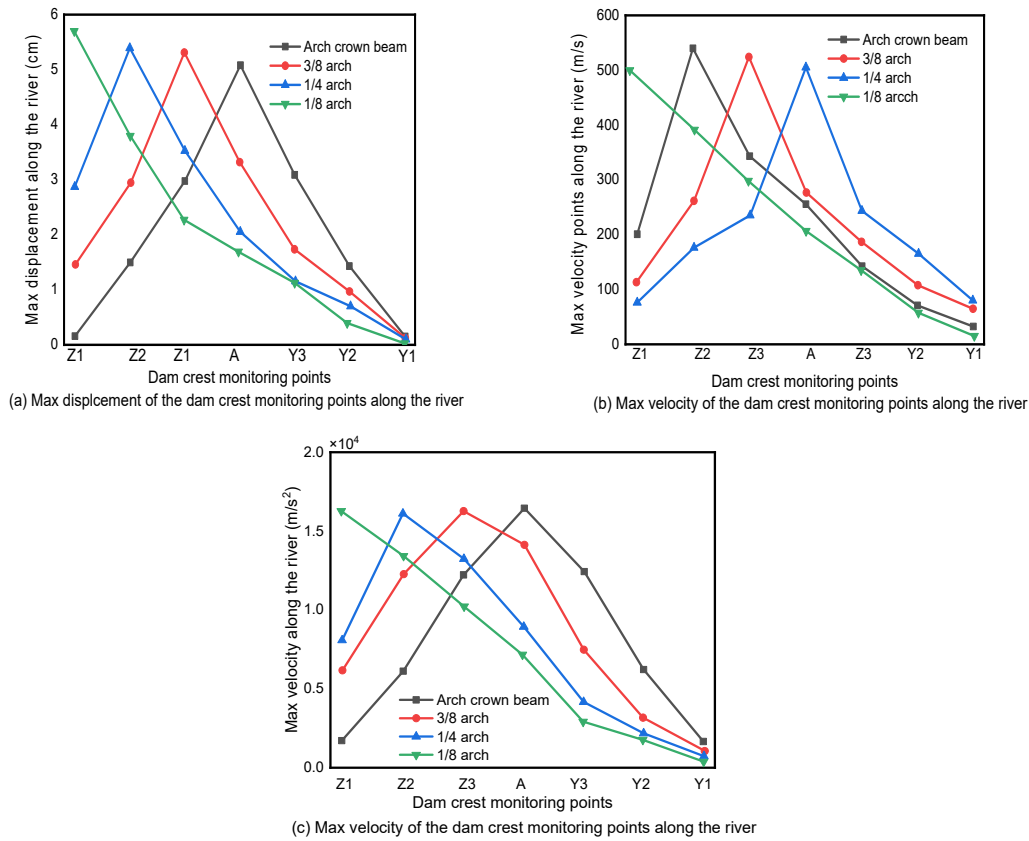 Max displacement along the river (cm)
6
5
4
3
2
1
0
Arch crown beam
3/8 arch
1/4 arch
1/8 arch
Z1 Z2 Z1 A Y3 Y2 Y1
Dam crest monitoring points
(a) Max displcement of the dam crest monitoring points along the river
Max velocity points along the river (m/s)
600
500
400
300
200
100
0
Arch crown beam
3/8 arch
1/4 arch
1/8 arcch
Z1 Z2 Z3 A Z3 Y2 Y1
Dam crest monitoring points
(b) Max velocity of the dam crest monitoring points along the river
×10⁴
Max velocity along the river (m/s²)
2.0
1.5
1.0
0.5
0.0
Arch crown beam
3/8 arch
1/4 arch
1/8 arch
Z1 Z2 Z3 A Y3 Y2 Y1
Dam crest monitoring points
(c) Max velocity of the dam crest monitoring points along the river